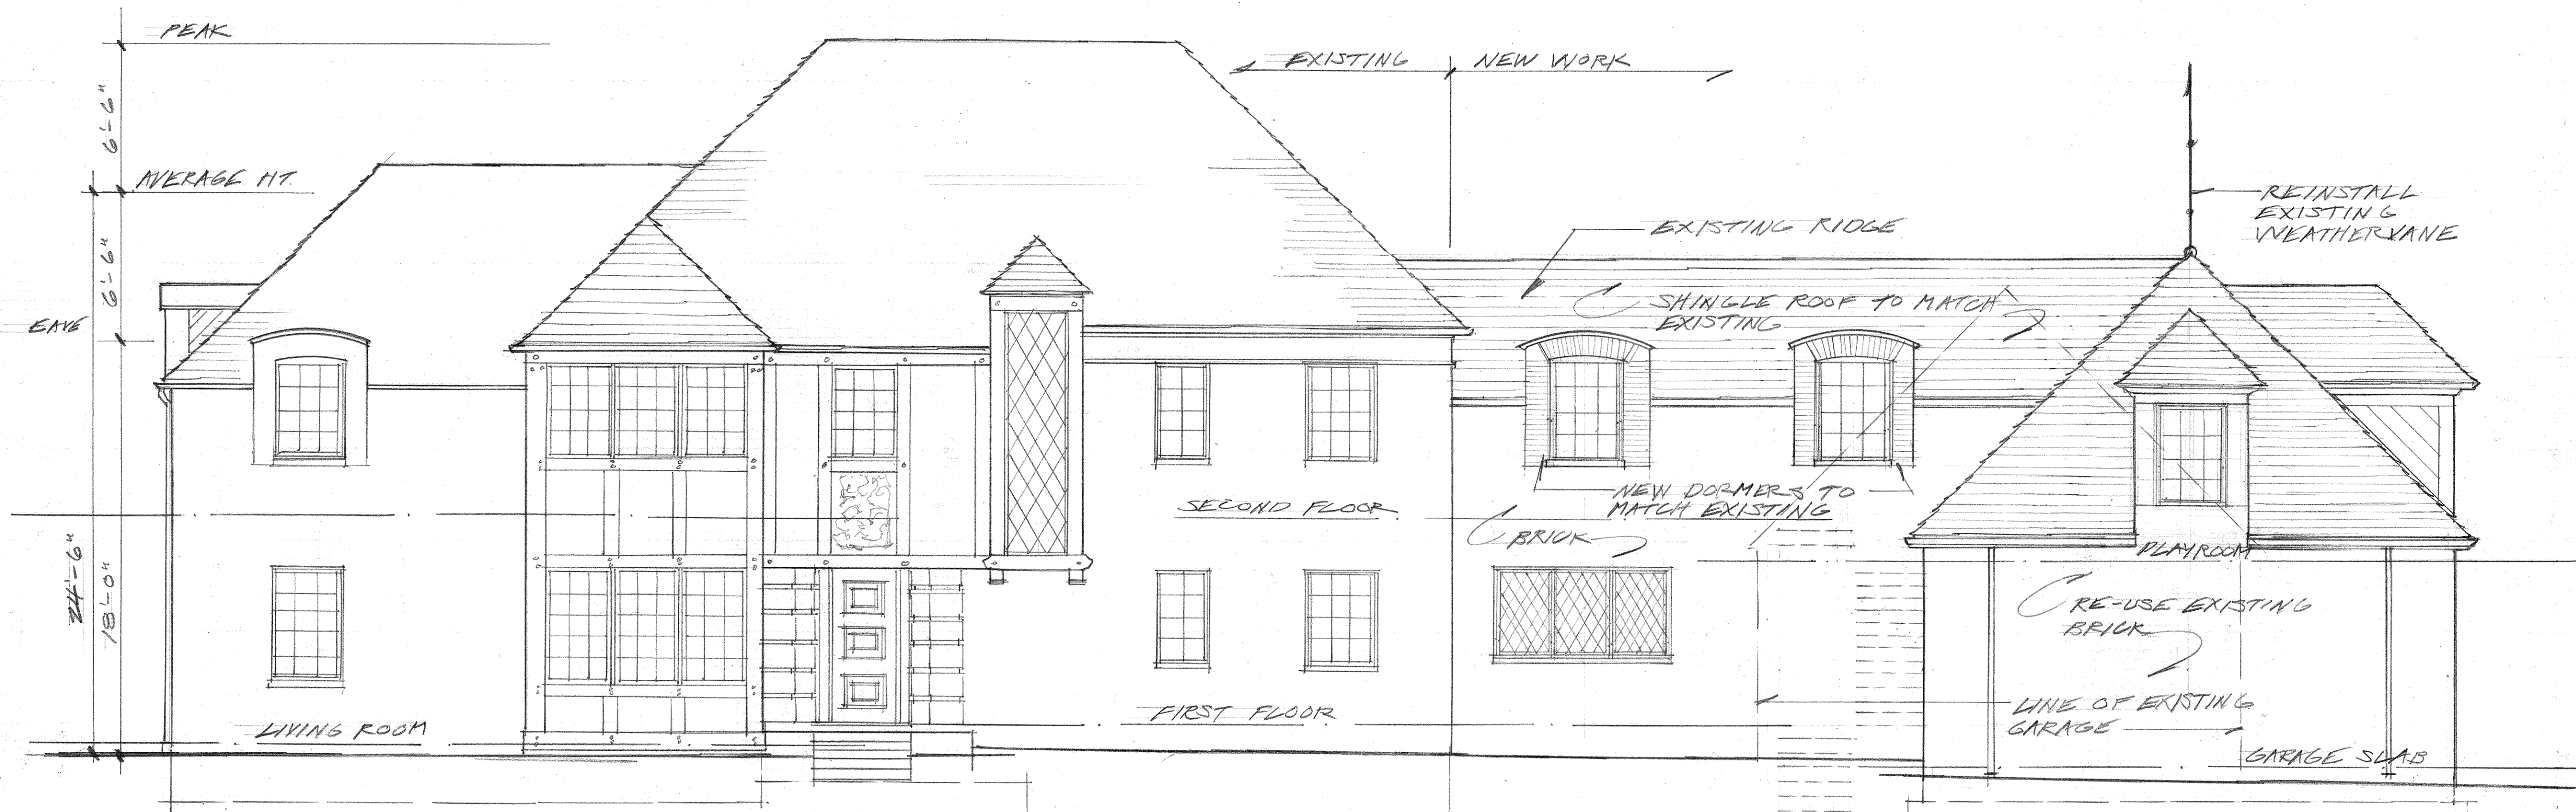 PEAK
EXISTING
NEW WORK
6'-6"
AVERAGE HT.
REINSTALL
EXISTING
WEATHERVANE
EXISTING RIDGE
6'-6"
SHINGLE ROOF TO MATCH
EXISTING
EAVE
NEW DORMERS TO
MATCH EXISTING
SECOND FLOOR
BRICK
PLAYROOM
24'-6"
18'-0"
RE-USE EXISTING
BRICK
LINE OF EXISTING
GARAGE
FIRST FLOOR
LIVING ROOM
GARAGE SLAB